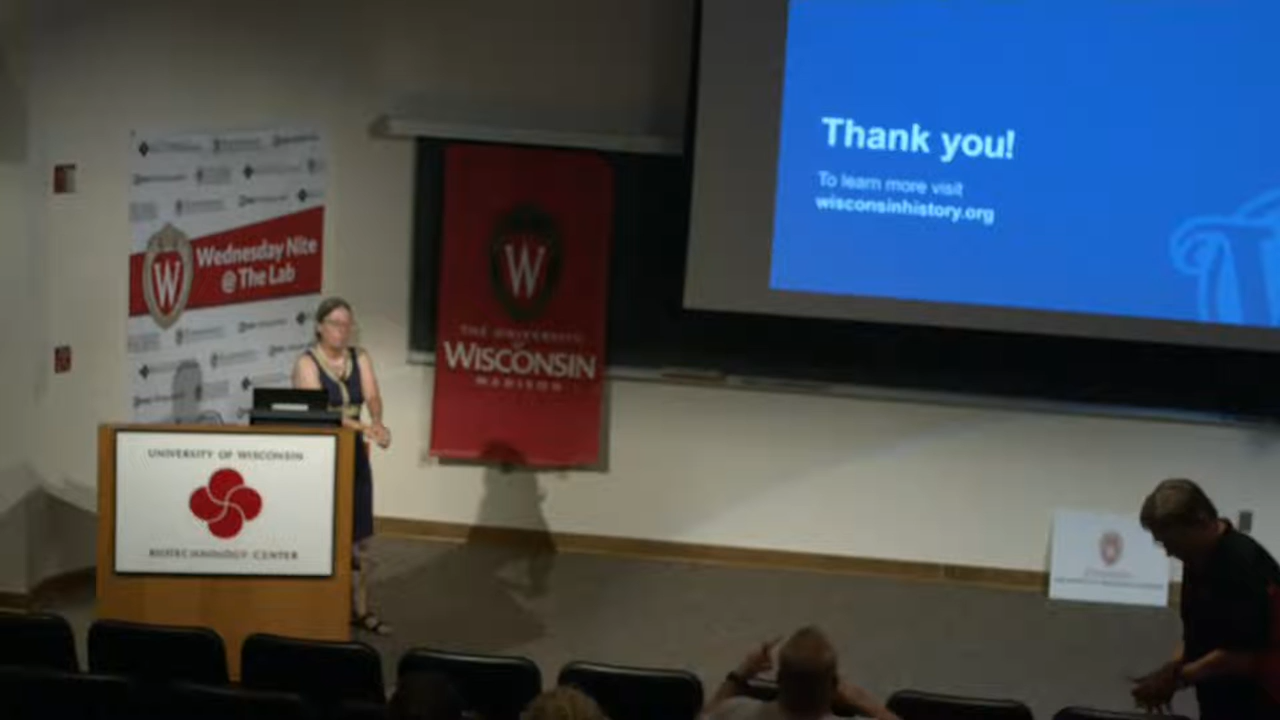 Thank you!
To learn more visit
wisconsinhistory.org
Wednesday Nite
@ The Lab
W
W
THE UNIVERSITY
of
WISCONSIN
MADISON
UNIVERSITY OF WISCONSIN
BIOTECHNOLOGY CENTER